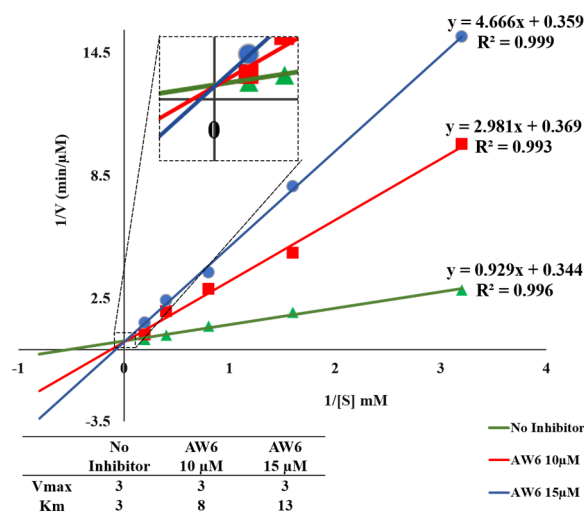 y = 4.666x + 0.359
R² = 0.999
14.5
y = 2.981x + 0.369
R² = 0.993
1/V (min/µM)
8.5
0
y = 0.929x + 0.344
R² = 0.996
2.5
-1 0 1 2 3 4
1/[S] mM
-3.5
No Inhibitor
AW6 10µM
AW6 15µM
No AW6 AW6
Inhibitor 10 µM 15 µM
Vmax 3 3 3
Km 3 8 13